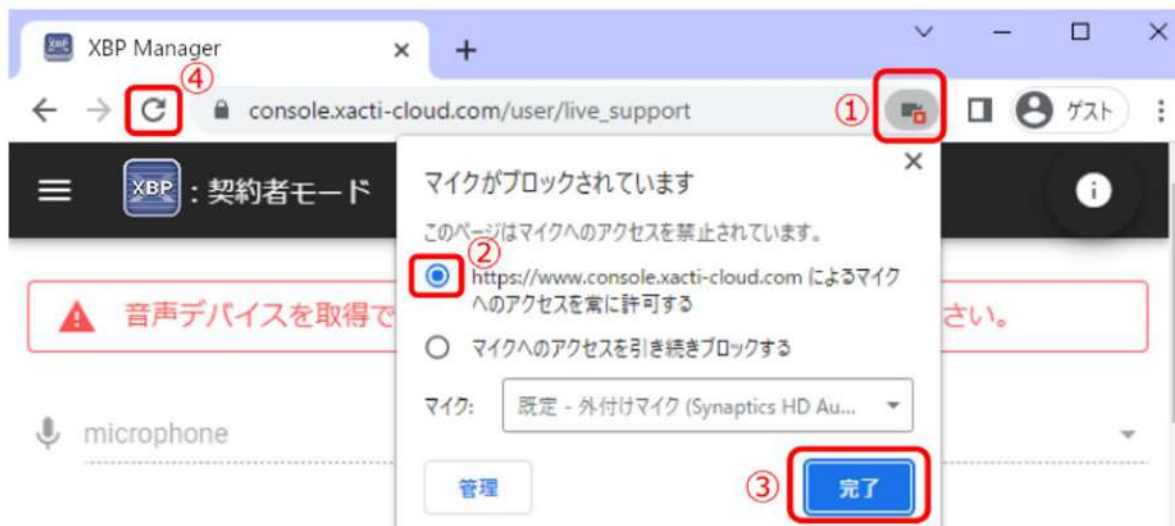 XBP Manager
④
console.xacti-cloud.com/user/live_support
①
ゲスト
XBP
：契約者モード
マイクがブロックされています
このページはマイクへのアクセスを禁止されています。
②
https://www.console.xacti-cloud.com によるマイク
へのアクセスを常に許可する
音声デバイスを取得で
さい。
マイクへのアクセスを引き続きブロックする
マイク:
既定 - 外付けマイク (Synaptics HD Au...
microphone
管理
③
完了